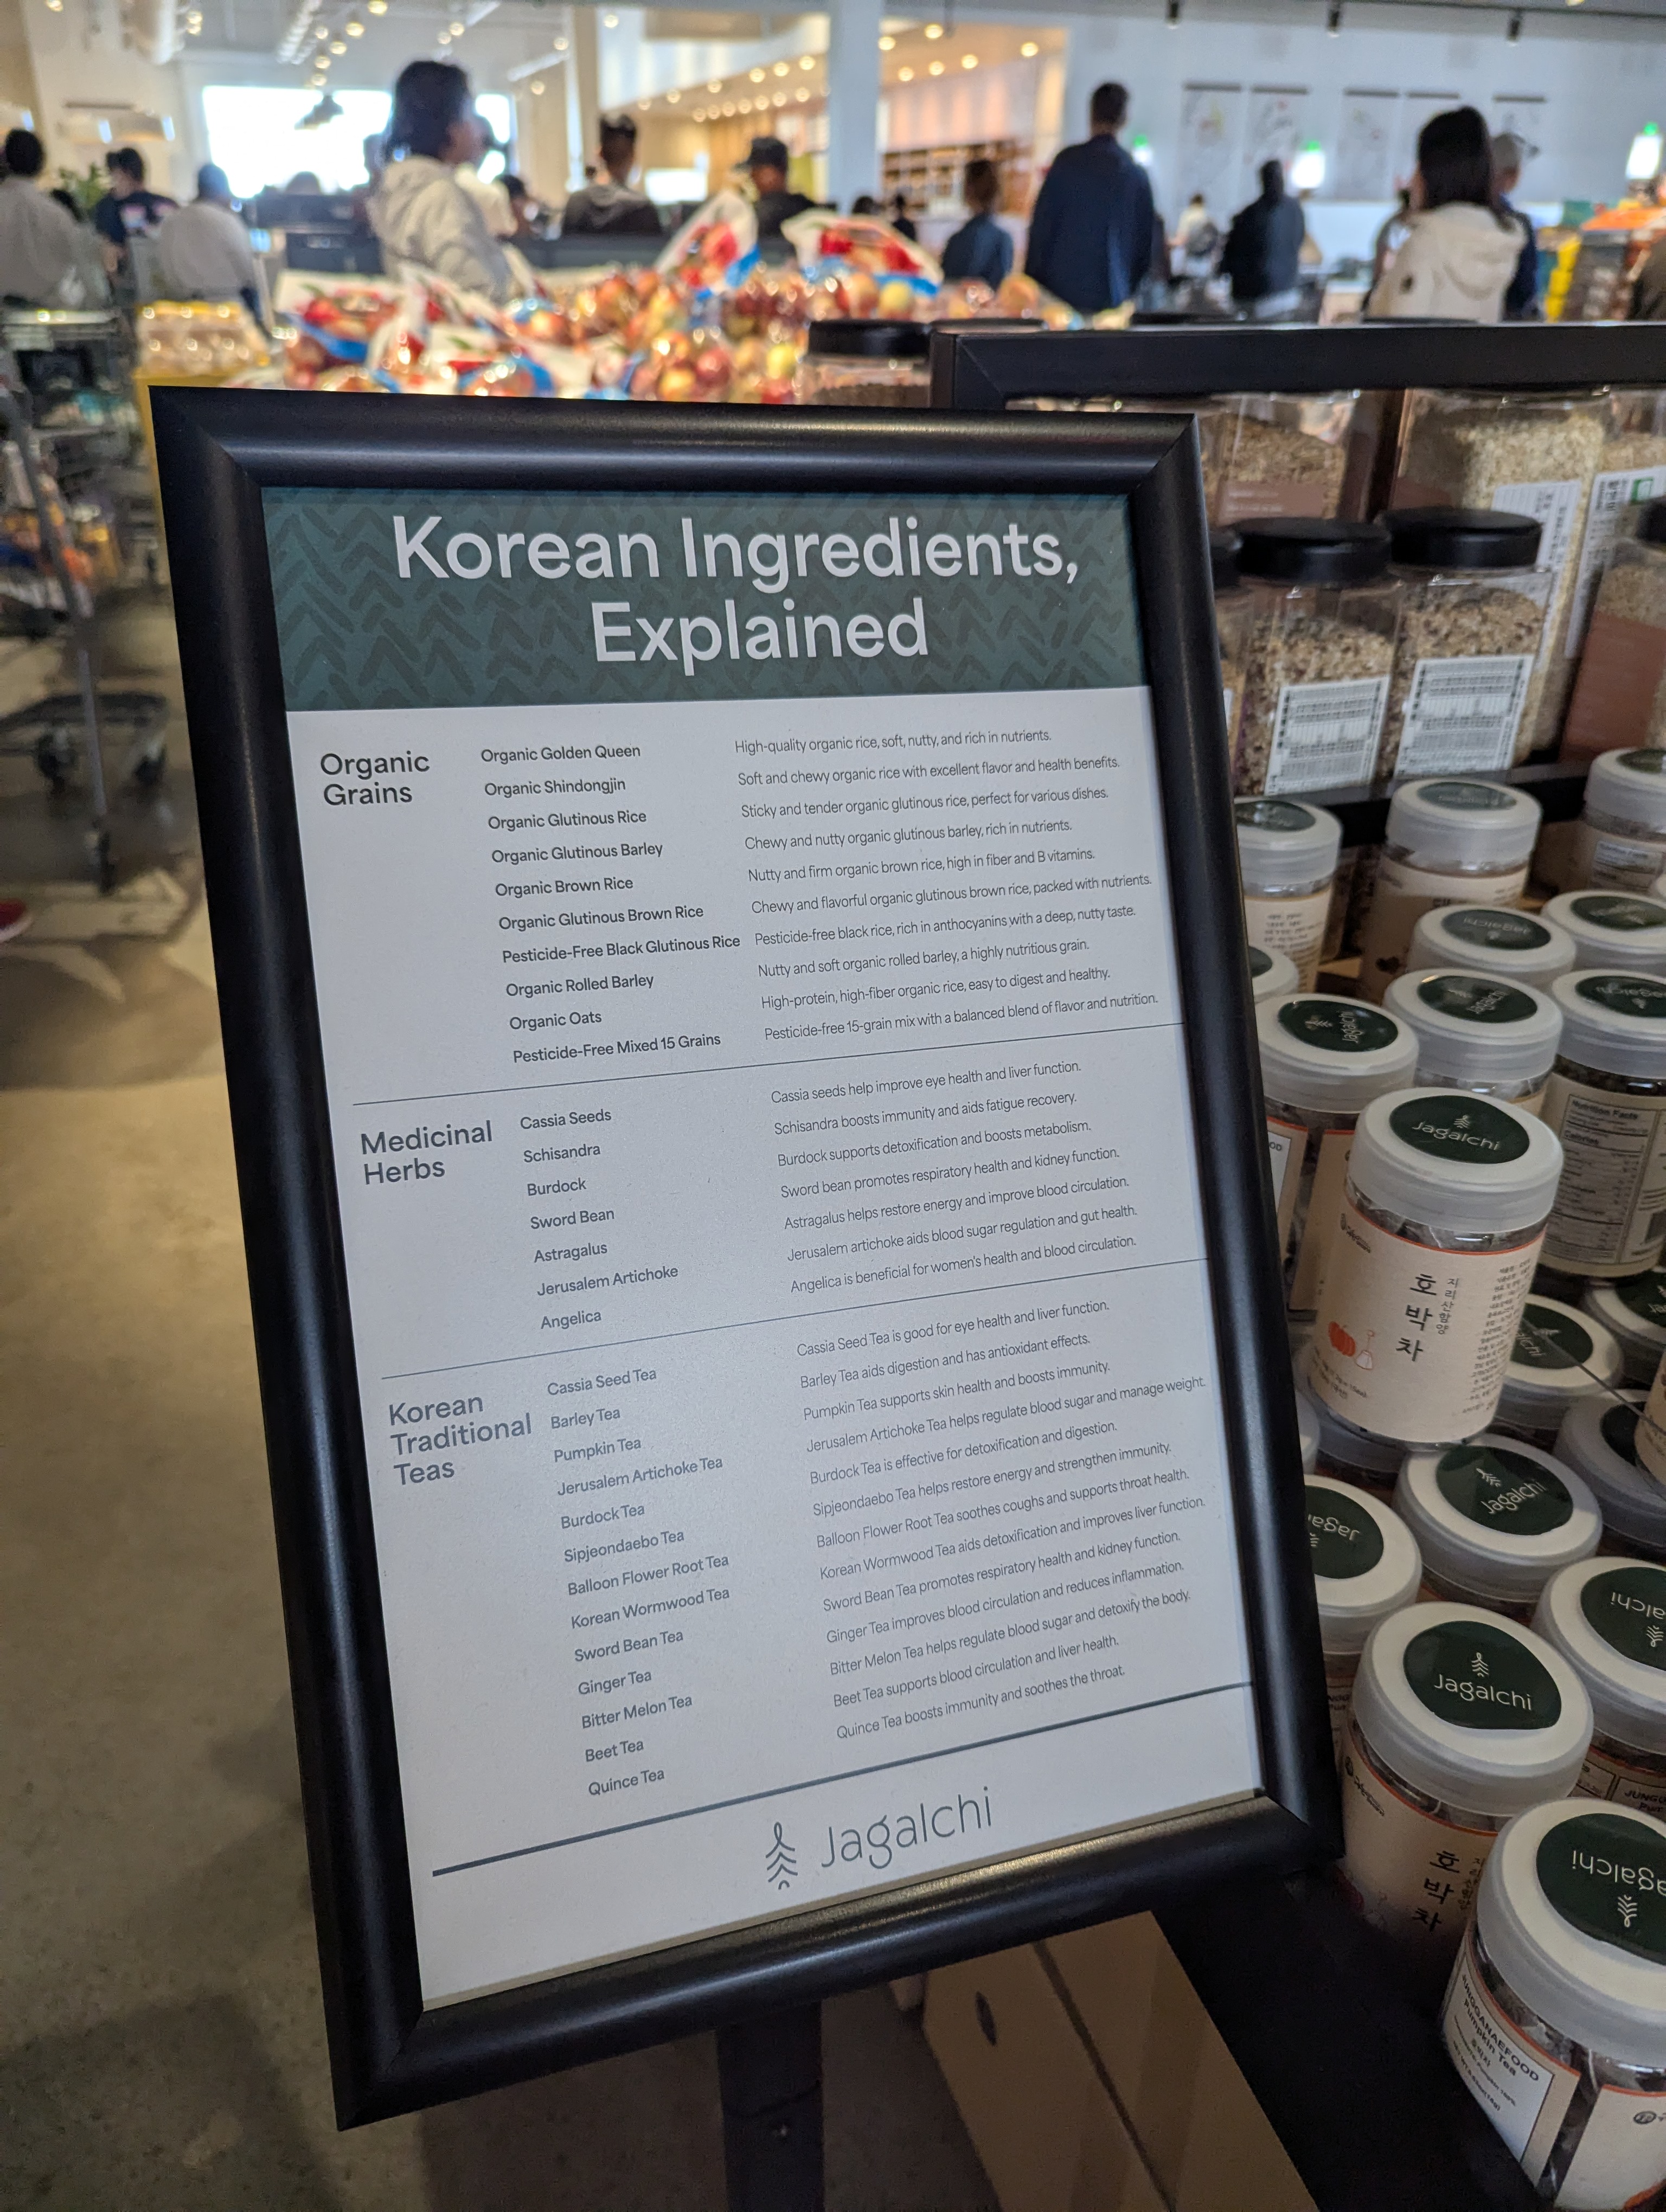 Korean Ingredients,
Explained
Organic
Grains
Organic Golden Queen High-quality organic rice, soft, nutty, and rich in nutrients.
Organic Shindongjin Soft and chewy organic rice with excellent flavor and health benefits.
Organic Glutinous Rice Sticky and tender organic glutinous rice, perfect for various dishes.
Organic Glutinous Barley Chewy and nutty organic glutinous barley, rich in nutrients.
Organic Brown Rice Nutty and firm organic brown rice, high in fiber and B vitamins.
Organic Glutinous Brown Rice Chewy and flavorful organic glutinous brown rice, packed with nutrients.
Pesticide-Free Black Glutinous Rice Pesticide-free black rice, rich in anthocyanins with a deep, nutty taste.
Organic Rolled Barley Nutty and soft organic rolled barley, a highly nutritious grain.
Organic Oats High-protein, high-fiber organic rice, easy to digest and healthy.
Pesticide-Free Mixed 15 Grains Pesticide-free 15-grain mix with a balanced blend of flavor and nutrition.
Medicinal
Herbs
Cassia Seeds Cassia seeds help improve eye health and liver function.
Schisandra Schisandra boosts immunity and aids fatigue recovery.
Burdock Burdock supports detoxification and boosts metabolism.
Sword Bean Sword bean promotes respiratory health and kidney function.
Astragalus Astragalus helps restore energy and improve blood circulation.
Jerusalem Artichoke Jerusalem artichoke aids blood sugar regulation and gut health.
Angelica Angelica is beneficial for women's health and blood circulation.
Korean
Traditional
Teas
Cassia Seed Tea Cassia Seed Tea is good for eye health and liver function.
Barley Tea Barley Tea aids digestion and has antioxidant effects.
Pumpkin Tea Pumpkin Tea supports skin health and boosts immunity.
Jerusalem Artichoke Tea Jerusalem Artichoke Tea helps regulate blood sugar and manage weight.
Burdock Tea Burdock Tea is effective for detoxification and digestion.
Sipjeondaebo Tea Sipjeondaebo Tea helps restore energy and strengthen immunity.
Balloon Flower Root Tea Balloon Flower Root Tea soothes coughs and supports throat health.
Korean Wormwood Tea Korean Wormwood Tea aids detoxification and improves liver function.
Sword Bean Tea Sword Bean Tea promotes respiratory health and kidney function.
Ginger Tea Ginger Tea improves blood circulation and reduces inflammation.
Bitter Melon Tea Bitter Melon Tea helps regulate blood sugar and detoxify the body.
Beet Tea Beet Tea supports blood circulation and liver health.
Quince Tea Quince Tea boosts immunity and soothes the throat.
Jagalchi
Jagalchi
Jagalchi
Jagalchi
Nutrition Facts
지리산함양
호박차
Jagalchi
Jagalchi
호박차
Jagalchi
Pumpkin Tea